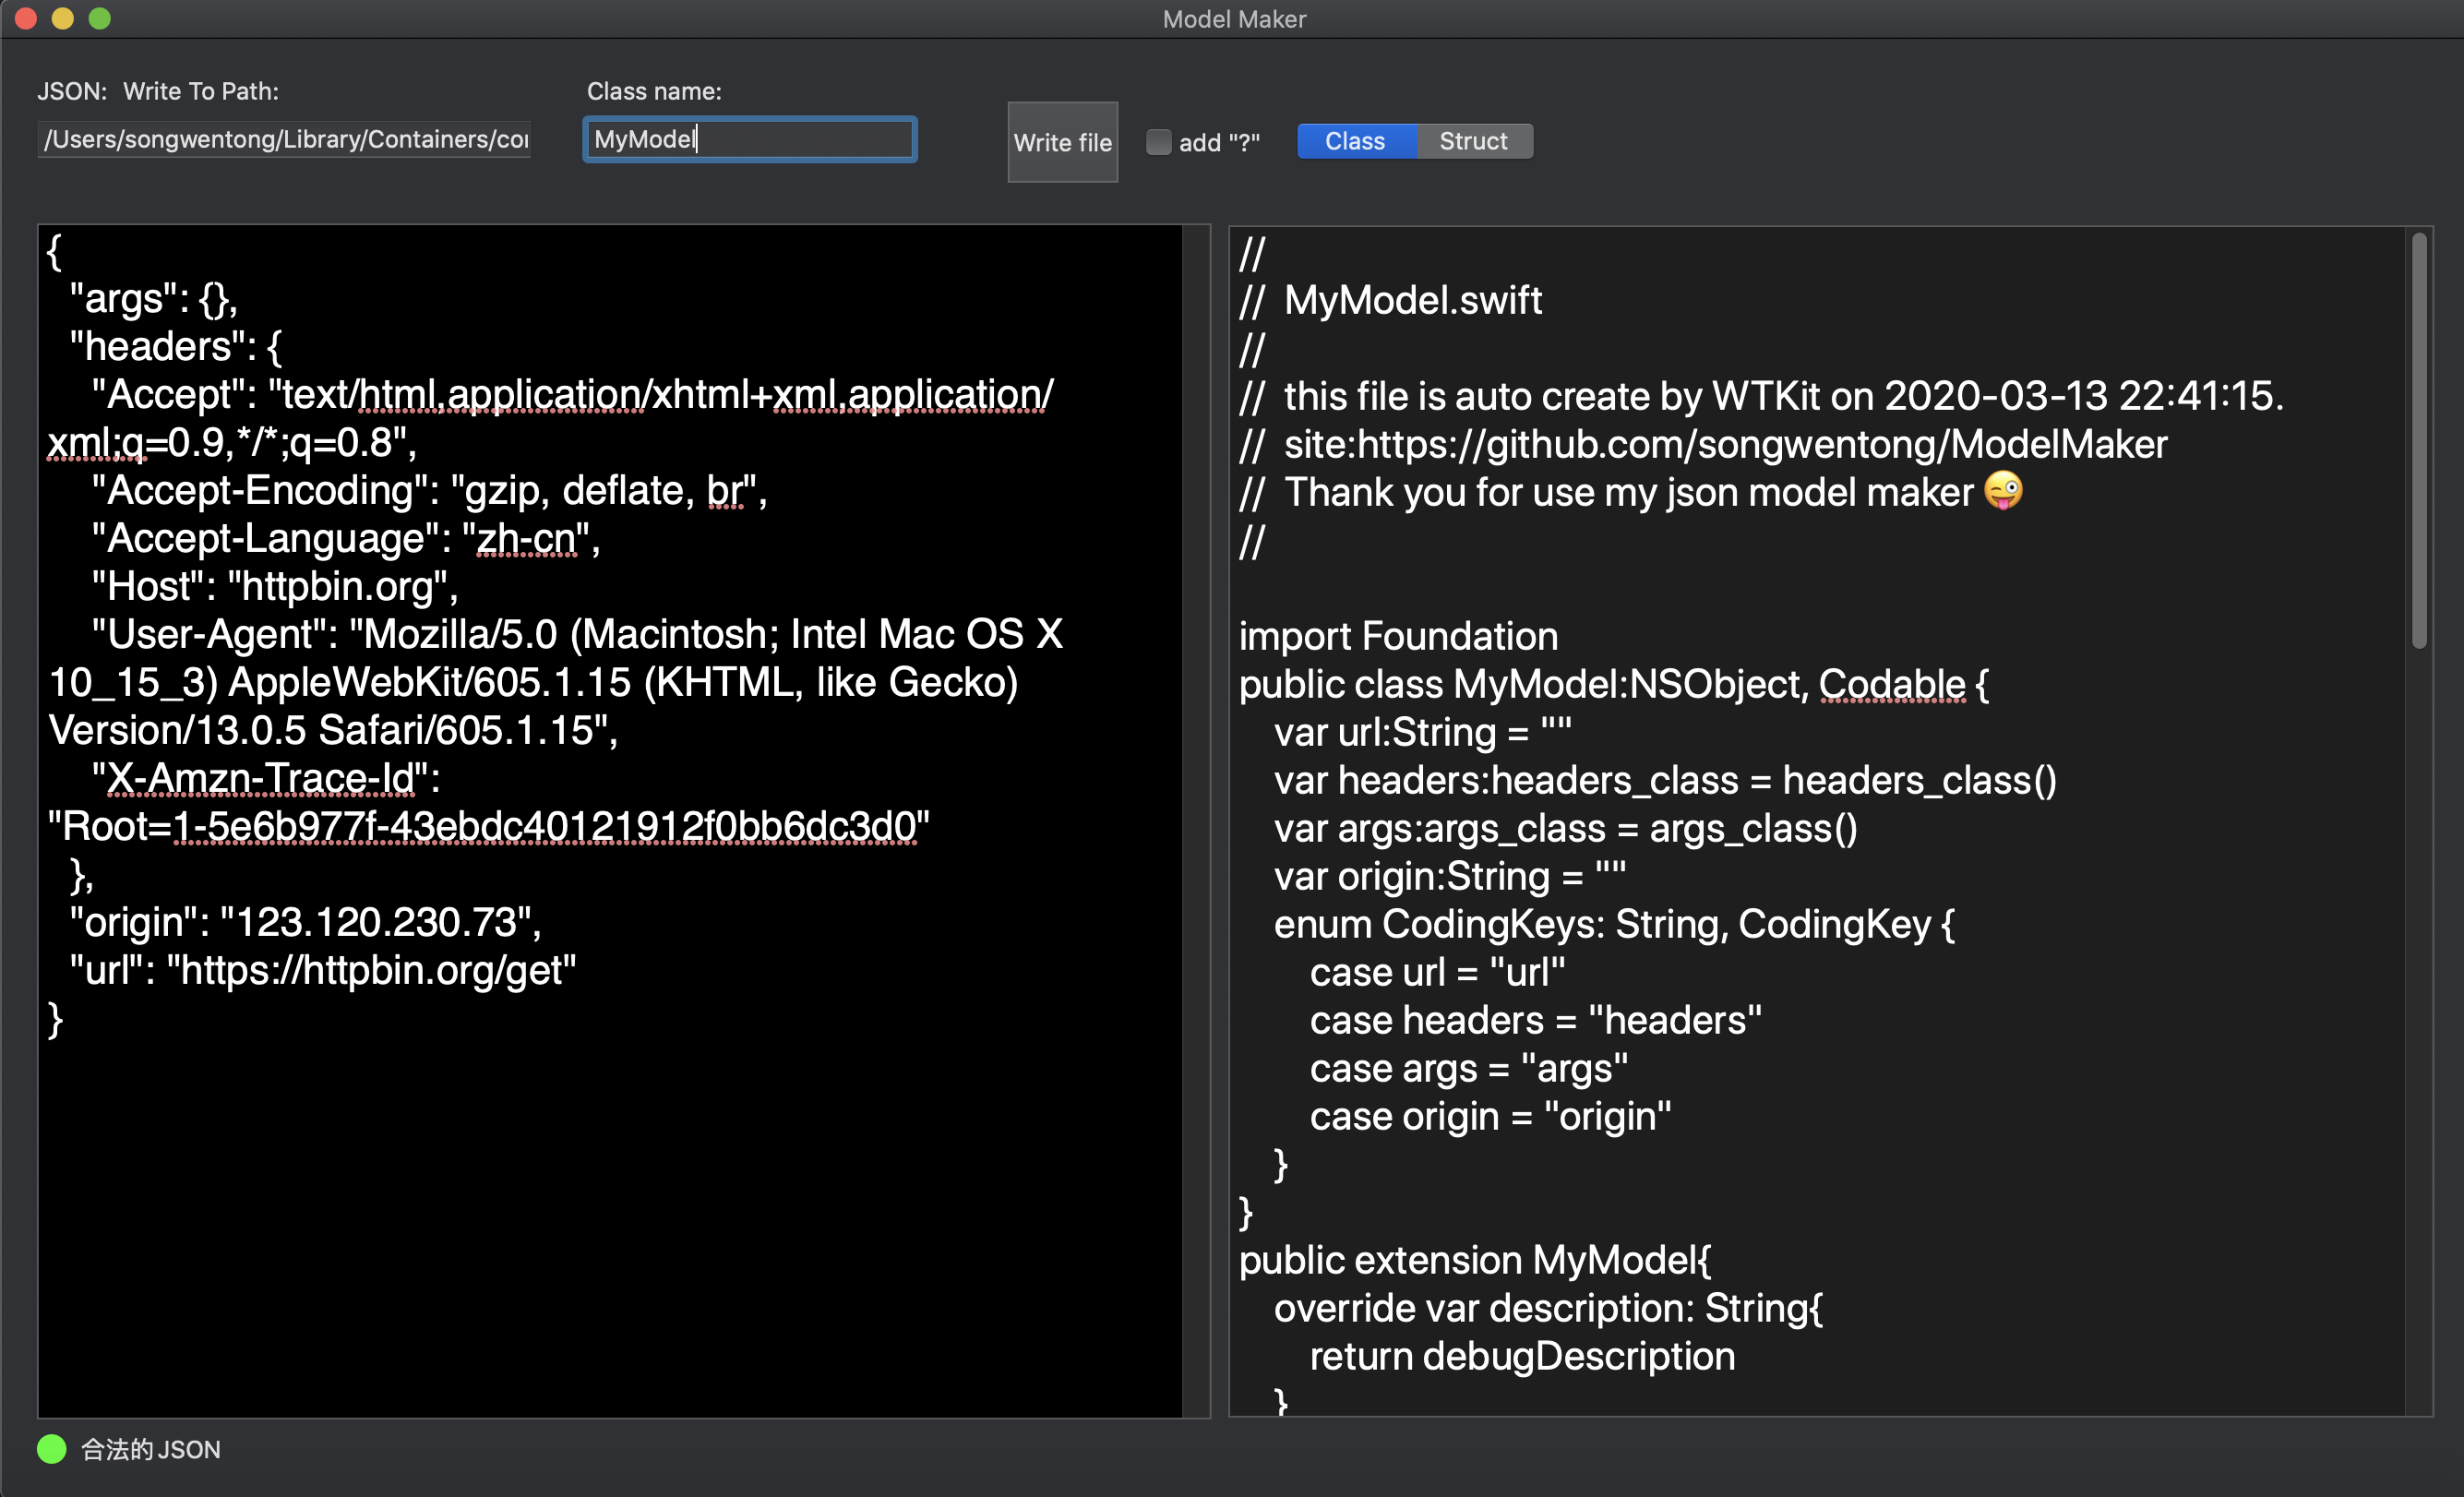 Model Maker
JSON: Write To Path:
Class name:
/Users/songwentong/Library/Containers/
MyModel
Write file
add "?"
Class
Struct
{
"args": {},
"headers": {
"Accept": "text/html,application/xhtml+xml,application/
xml;q=0.9,*/*;q=0.8",
"Accept-Encoding": "gzip, deflate, br",
"Accept-Language": "zh-cn",
"Host": "httpbin.org",
"User-Agent": "Mozilla/5.0 (Macintosh; Intel Mac OS X
10_15_3) AppleWebKit/605.1.15 (KHTML, like Gecko)
Version/13.0.5 Safari/605.1.15",
"X-Amzn-Trace-Id":
"Root=1-5e6b977f-43ebdc40121912f0bb6dc3d0"
},
"origin": "123.120.230.73",
"url": "https://httpbin.org/get"
}
//
// MyModel.swift
//
// this file is auto create by WTKit on 2020-03-13 22:41:15.
// site:https://github.com/songwentong/ModelMaker
// Thank you for use my json model maker 😜
//
import Foundation
public class MyModel:NSObject, Codable {
var url:String = ""
var headers:headers_class = headers_class()
var args:args_class = args_class()
var origin:String = ""
enum CodingKeys: String, CodingKey {
case url = "url"
case headers = "headers"
case args = "args"
case origin = "origin"
}
}
public extension MyModel{
override var description: String{
return debugDescription
}
合法的JSON